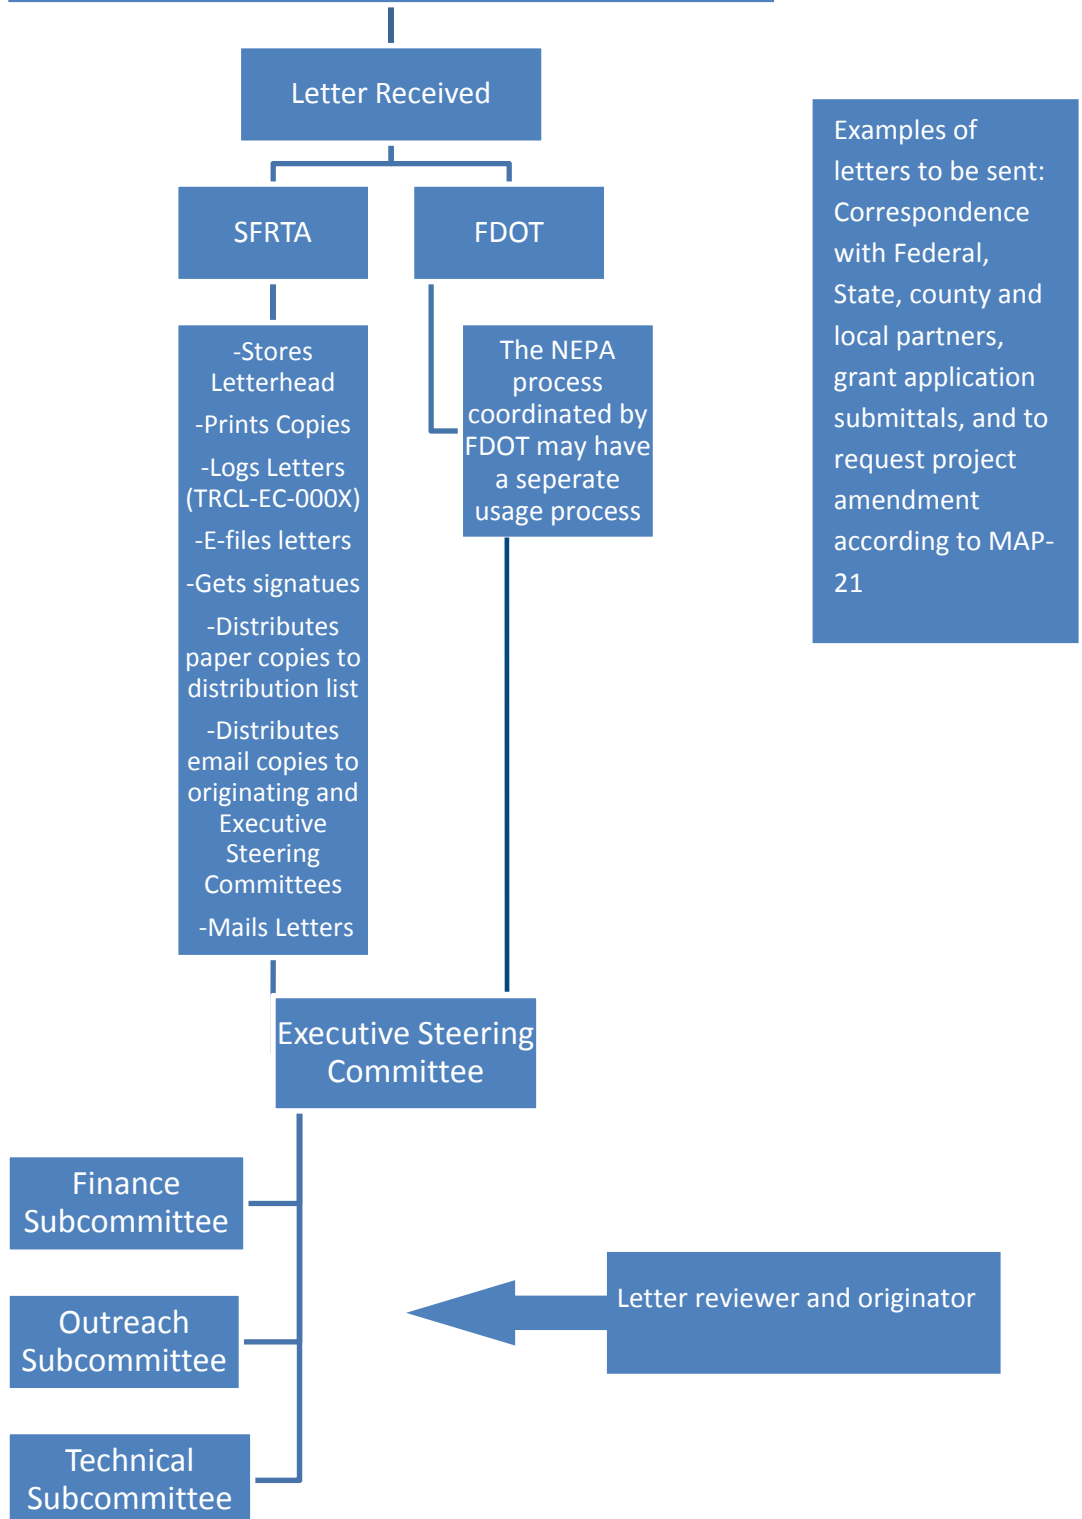 Letter Received
SFRTA
FDOT
Examples of
letters to be sent:
Correspondence
with Federal,
State, county and
local partners,
grant application
submittals, and to
request project
amendment
according to MAP-
21
-Stores
Letterhead
-Prints Copies
-Logs Letters
(TRCL-EC-000X)
-E-files letters
-Gets signatues
-Distributes
paper copies to
distribution list
-Distributes
email copies to
originating and
Executive
Steering
Committees
-Mails Letters
The NEPA
process
coordinated by
FDOT may have
a seperate
usage process
Executive Steering
Committee
Finance
Subcommittee
Outreach
Subcommittee
Technical
Subcommittee
Letter reviewer and originator